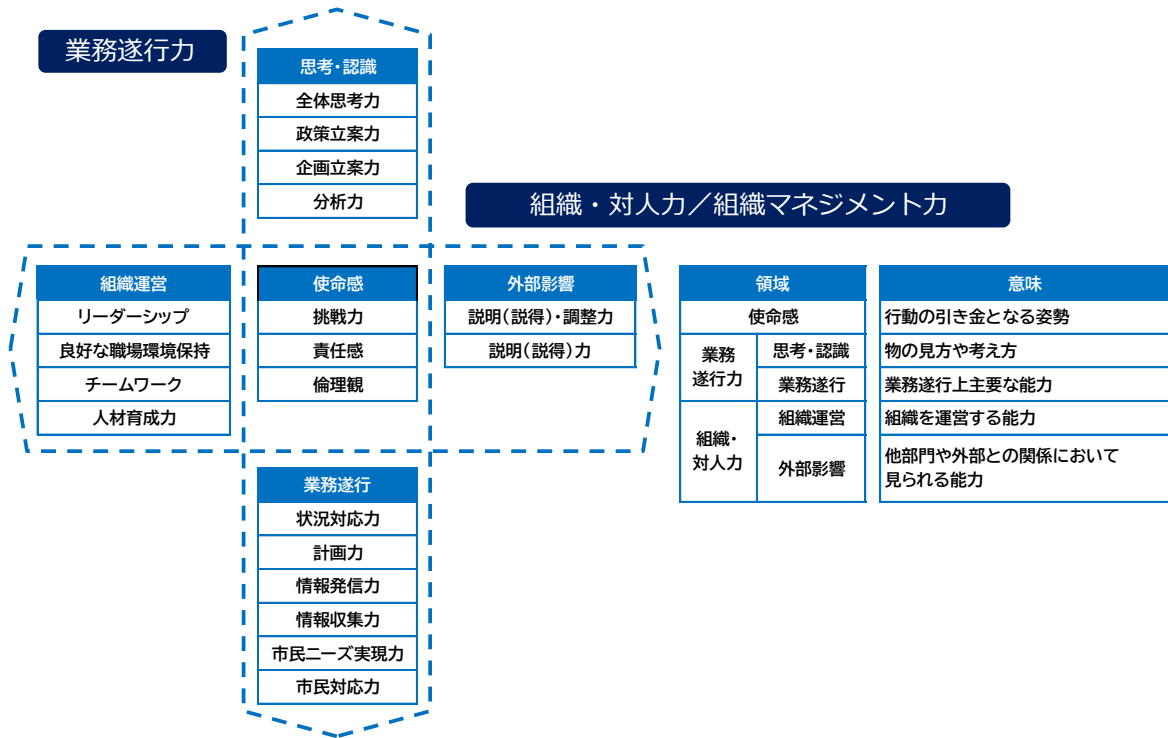 業務遂行力
思考・認識
全体思考力
政策立案力
企画立案力
分析力
組織・対人力／組織マネジメント力
組織運営
リーダーシップ
良好な職場環境保持
チームワーク
人材育成力
使命感
挑戦力
責任感
倫理観
外部影響
説明(説得)・調整力
説明(説得)力
業務遂行
状況対応力
計画力
情報発信力
情報収集力
市民ニーズ実現力
市民対応力
領域
意味
使命感
行動の引き金となる姿勢
業務
遂行力
思考・認識
物の見方や考え方
業務遂行
業務遂行上主要な能力
組織・
対人力
組織運営
組織を運営する能力
外部影響
他部門や外部との関係において
見られる能力